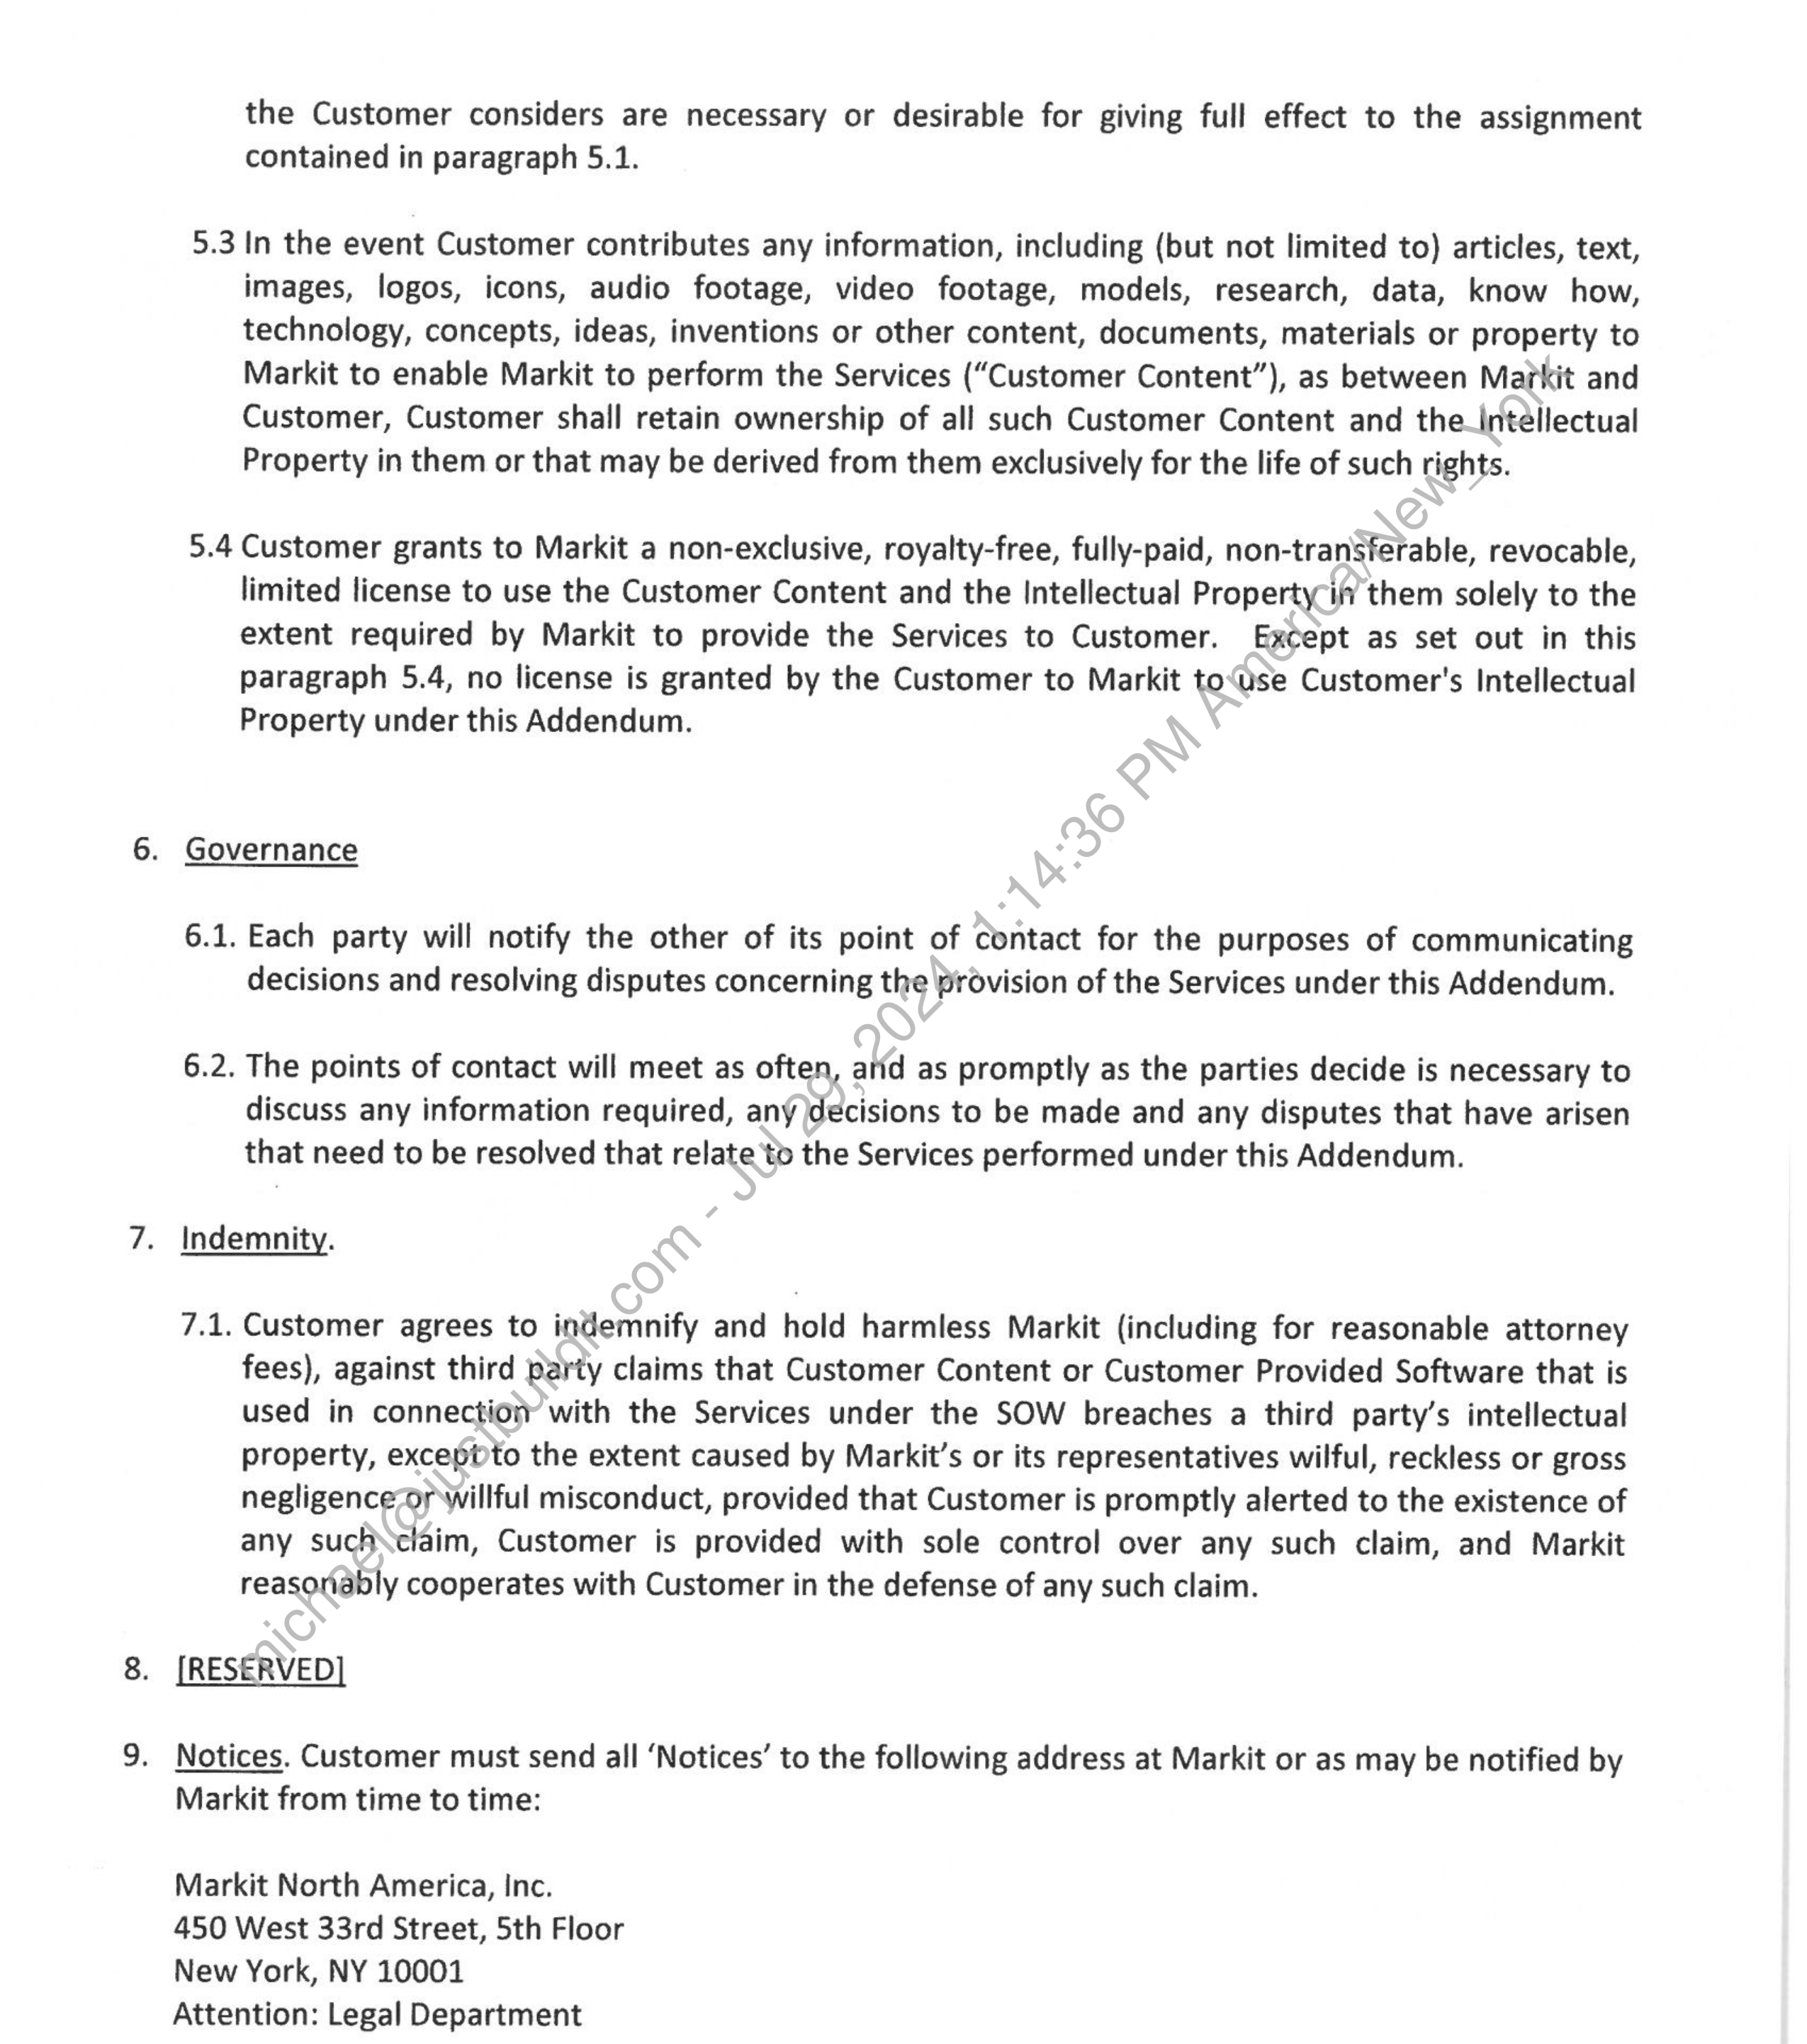 the Customer considers are necessary or desirable for giving full effect to the assignment
contained in paragraph 5.1.
5.3 In the event Customer contributes any information, including (but not limited to) articles, text,
images, logos, icons, audio footage, video footage, models, research, data, know how,
technology, concepts, ideas, inventions or other content, documents, materials or property to
Markit to enable Markit to perform the Services (“Customer Content”), as between Markit and
Customer, Customer shall retain ownership of all such Customer Content and the Intellectual
Property in them or that may be derived from them exclusively for the life of such rights.
5.4 Customer grants to Markit a non-exclusive, royalty-free, fully-paid, non-transferable, revocable,
limited license to use the Customer Content and the Intellectual Property in them solely to the
extent required by Markit to provide the Services to Customer. Except as set out in this
paragraph 5.4, no license is granted by the Customer to Markit to use Customer's Intellectual
Property under this Addendum.
6. Governance
6.1. Each party will notify the other of its point of contact for the purposes of communicating
decisions and resolving disputes concerning the provision of the Services under this Addendum.
6.2. The points of contact will meet as often, and as promptly as the parties decide is necessary to
discuss any information required, any decisions to be made and any disputes that have arisen
that need to be resolved that relate to the Services performed under this Addendum.
7. Indemnity.
7.1. Customer agrees to indemnify and hold harmless Markit (including for reasonable attorney
fees), against third party claims that Customer Content or Customer Provided Software that is
used in connection with the Services under the SOW breaches a third party’s intellectual
property, except to the extent caused by Markit’s or its representatives wilful, reckless or gross
negligence or willful misconduct, provided that Customer is promptly alerted to the existence of
any such claim, Customer is provided with sole control over any such claim, and Markit
reasonably cooperates with Customer in the defense of any such claim.
8. [RESERVED]
9. Notices. Customer must send all ‘Notices’ to the following address at Markit or as may be notified by
Markit from time to time:
Markit North America, Inc.
450 West 33rd Street, 5th Floor
New York, NY 10001
Attention: Legal Department
michael@justbuildit.com - Jul 29, 2024, 1:14:36 PM America/New_York